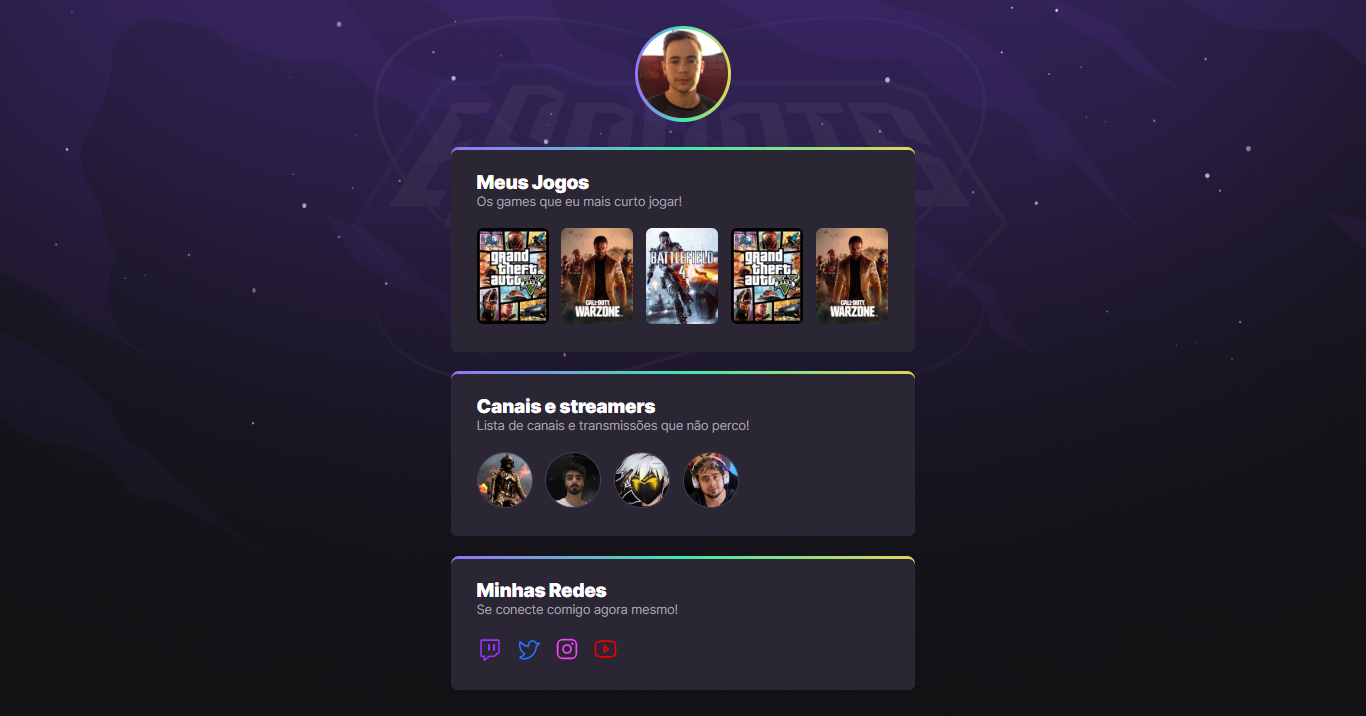 ESPORTS
Meus Jogos
Os games que eu mais curto jogar!
grand
theft
auto
CALL OF DUTY
WARZONE
BATTLEFIELD
4
grand
theft
auto
CALL OF DUTY
WARZONE
Canais e streamers
Lista de canais e transmissões que não perco!
Minhas Redes
Se conecte comigo agora mesmo!